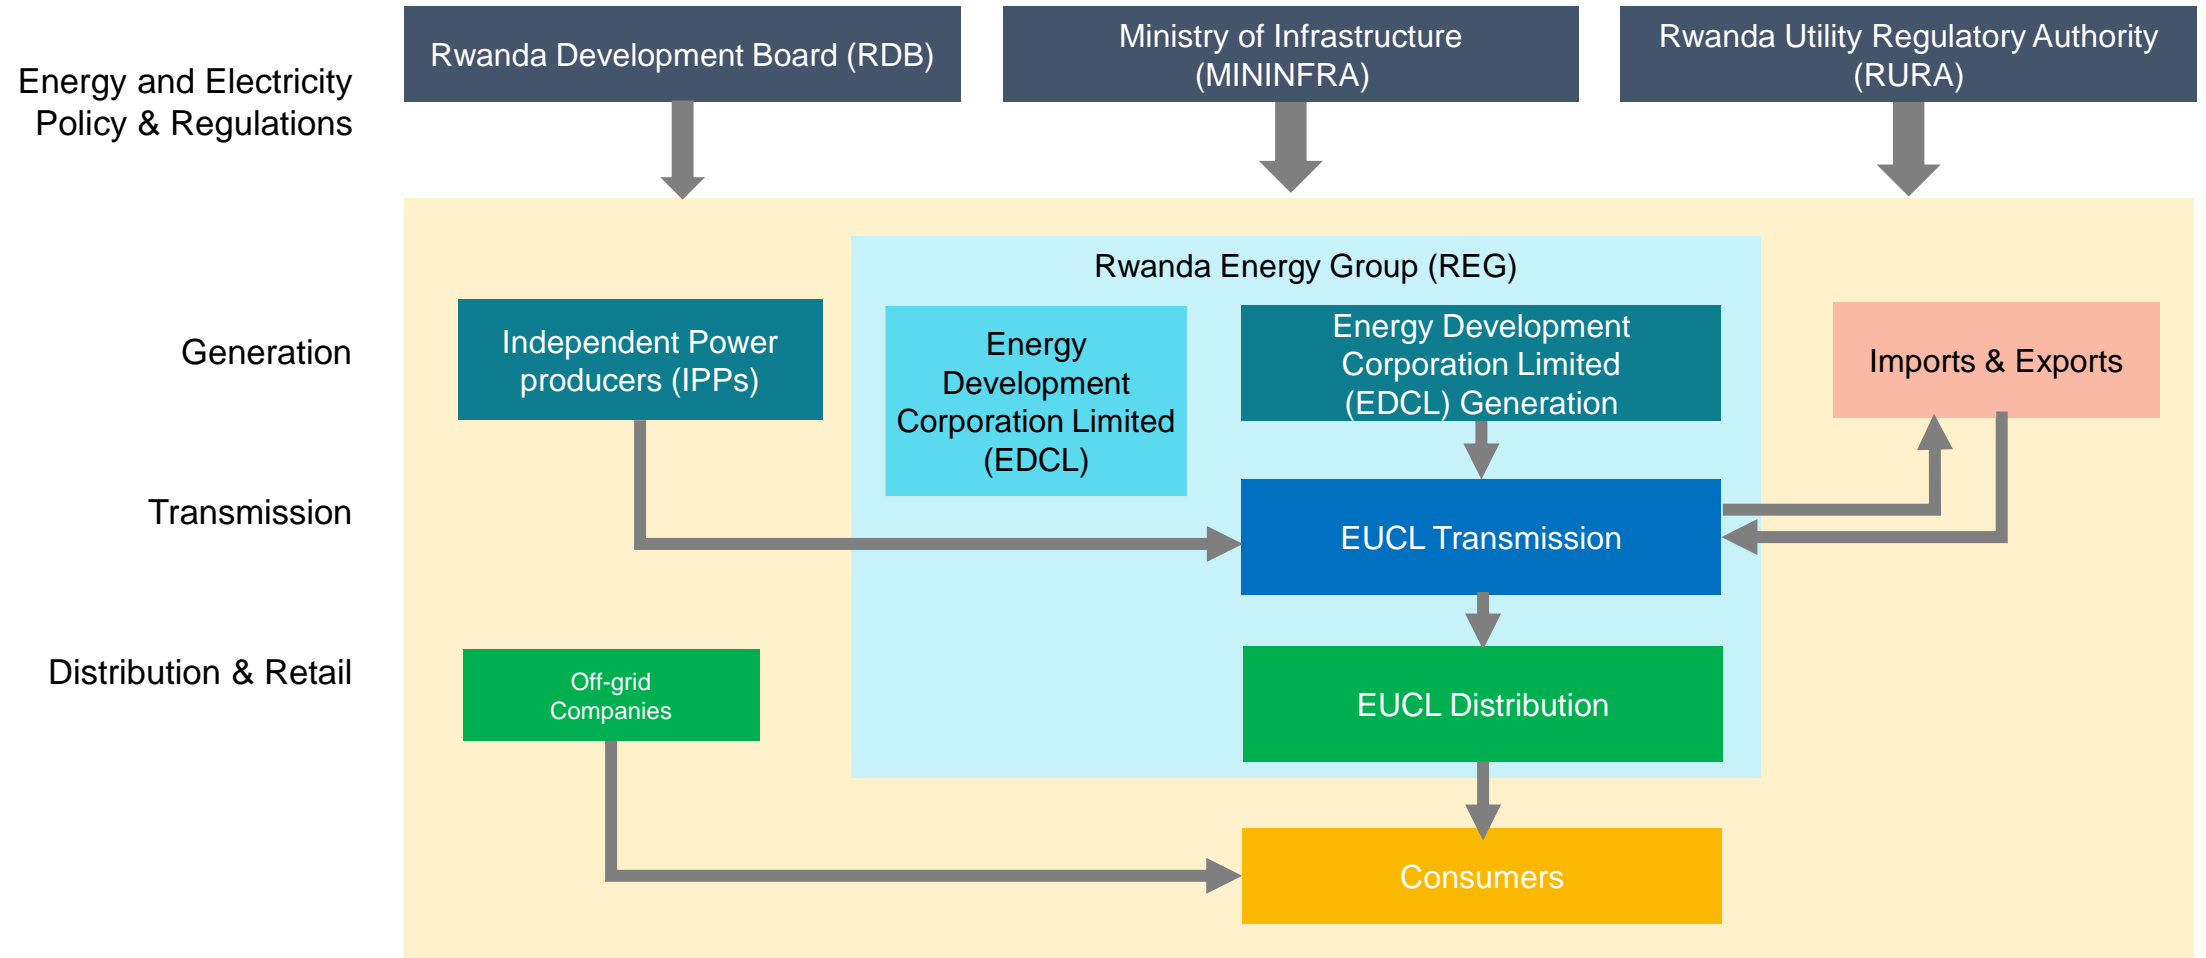 Energy and Electricity
Policy & Regulations
Rwanda Development Board (RDB)
Ministry of Infrastructure
(MININFRA)
Rwanda Utility Regulatory Authority
(RURA)
Rwanda Energy Group (REG)
Generation
Independent Power
producers (IPPs)
Energy
Development
Corporation Limited
(EDCL)
Energy Development
Corporation Limited
(EDCL) Generation
Imports & Exports
Transmission
EUCL Transmission
Distribution & Retail
Off-grid
Companies
EUCL Distribution
Consumers